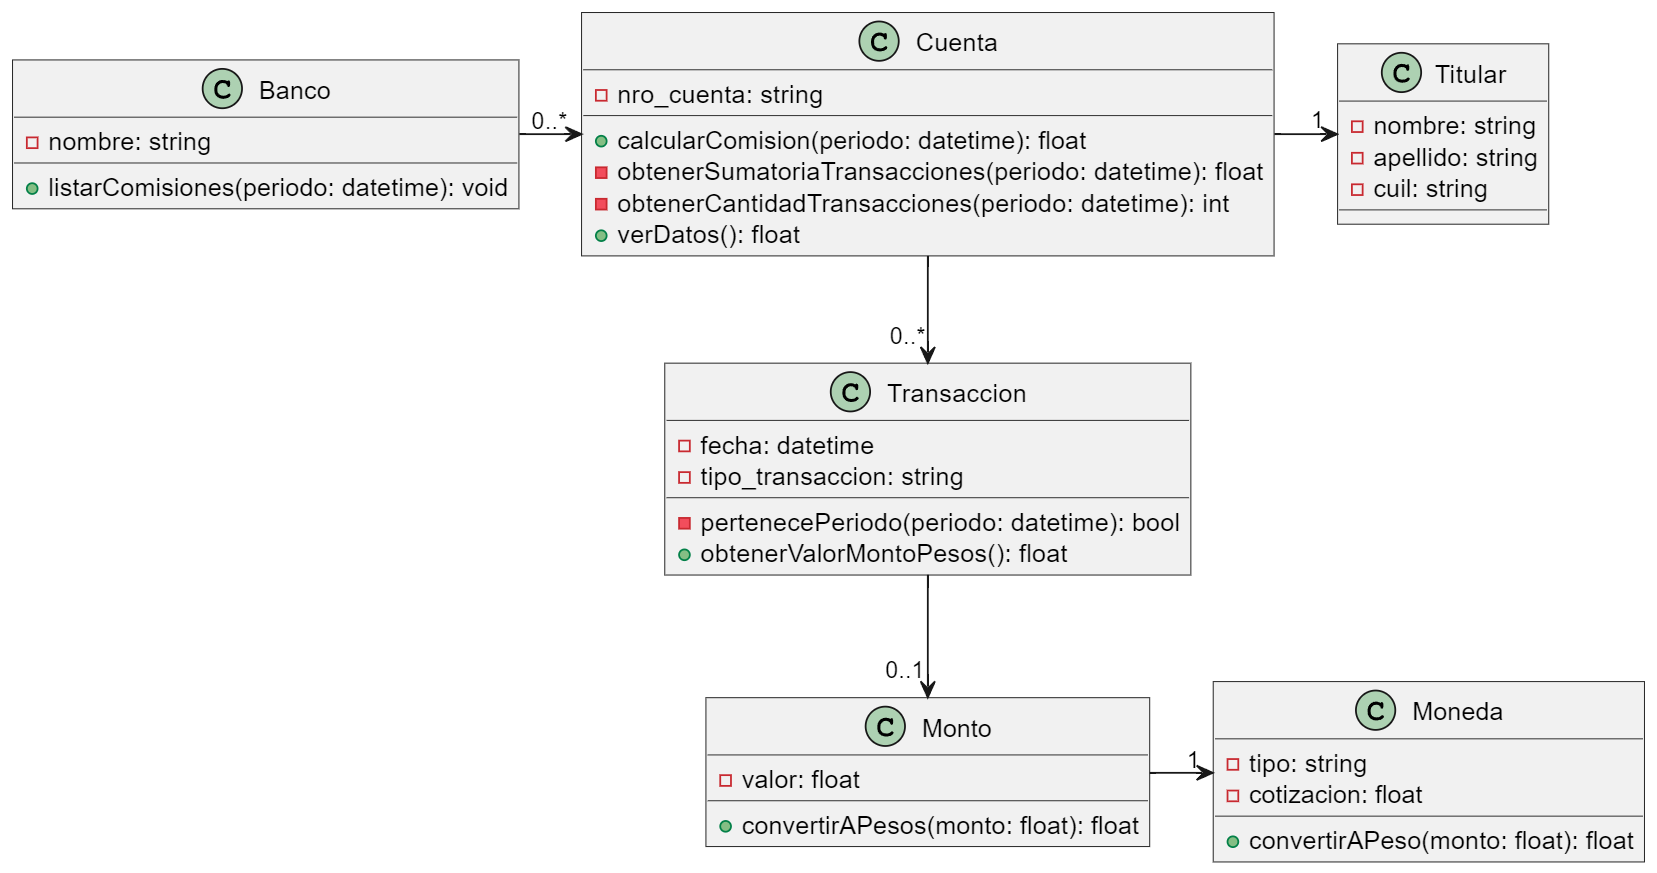 C Banco
nombre: string
listarComisiones(periodo: datetime): void
0..*
C Cuenta
nro_cuenta: string
calcularComision(periodo: datetime): float
obtenerSumatoriaTransacciones(periodo: datetime): float
obtenerCantidadTransacciones(periodo: datetime): int
verDatos(): float
1
C Titular
nombre: string
apellido: string
cuil: string
0..*
C Transaccion
fecha: datetime
tipo_transaccion: string
pertenecePeriodo(periodo: datetime): bool
obtenerValorMontoPesos(): float
0..1
C Monto
valor: float
convertirAPesos(monto: float): float
1
C Moneda
tipo: string
cotizacion: float
convertirAPeso(monto: float): float